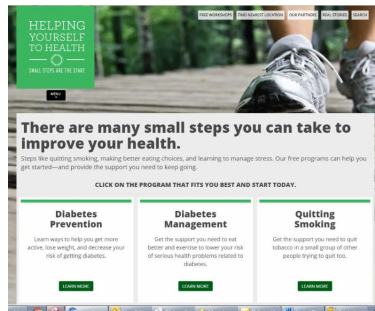 FREE WORKSHOPS FIND NEAREST LOCATION OUR PARTNERS REAL STORIES SEARCH
HELPING
YOURSELF
TO HEALTH
SMALL STEPS ARE THE START
MENU
There are many small steps you can take to
improve your health.
Steps like quitting smoking, making better eating choices, and learning to manage stress. Our free programs can help you
get started—and provide the support you need to keep going.
CLICK ON THE PROGRAM THAT FITS YOU BEST AND START TODAY.
Diabetes
Prevention
Learn ways to help you get more
active, lose weight, and decrease your
risk of getting diabetes.
LEARN MORE
Diabetes
Management
Get the support you need to eat
better and exercise to lower your risk
of serious health problems related to
diabetes.
LEARN MORE
Quitting
Smoking
Get the support you need to quit
tobacco in a small group of other
people trying to quit too.
LEARN MORE